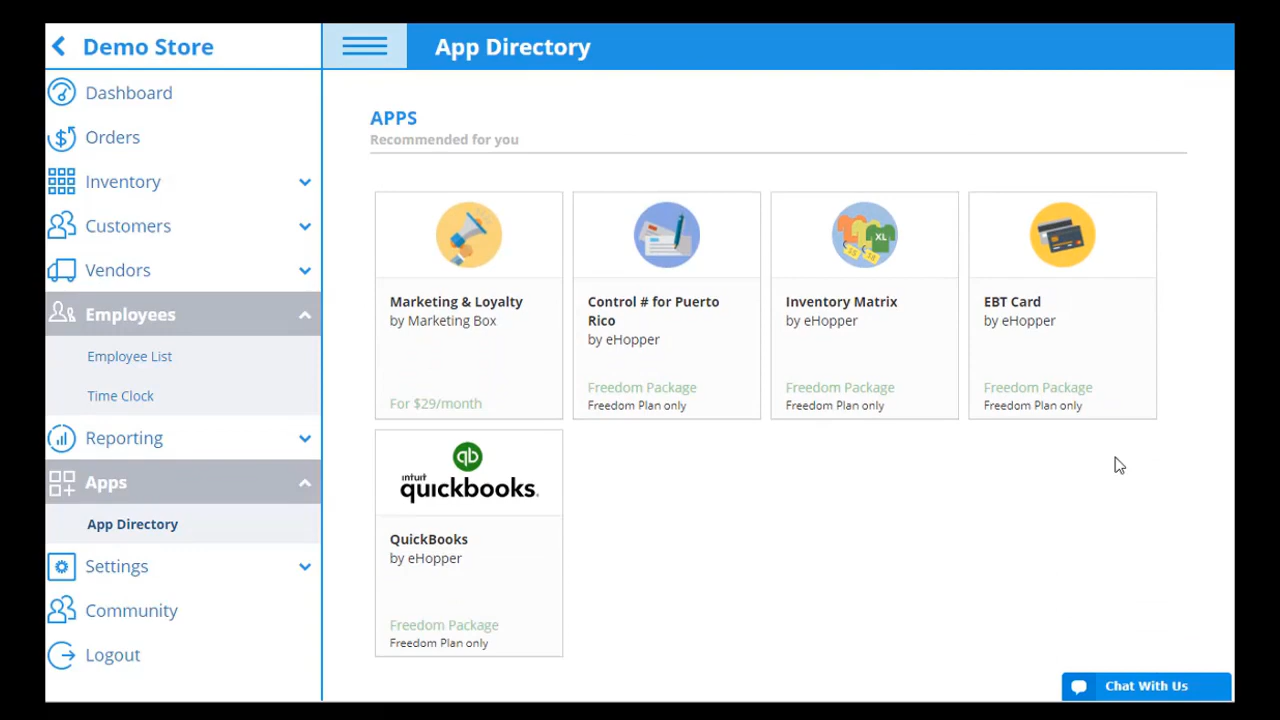 Demo Store
App Directory
Dashboard
Orders
Inventory
Customers
Vendors
Employees
Employee List
Time Clock
Reporting
Apps
App Directory
Settings
Community
Logout
APPS
Recommended for you
Marketing & Loyalty
by Marketing Box
For $29/month
Control # for Puerto
Rico
by eHopper
Freedom Package
Freedom Plan only
XL
Inventory Matrix
by eHopper
Freedom Package
Freedom Plan only
EBT Card
by eHopper
Freedom Package
Freedom Plan only
qb
intuit
quickbooks.
QuickBooks
by eHopper
Freedom Package
Freedom Plan only
Chat With Us